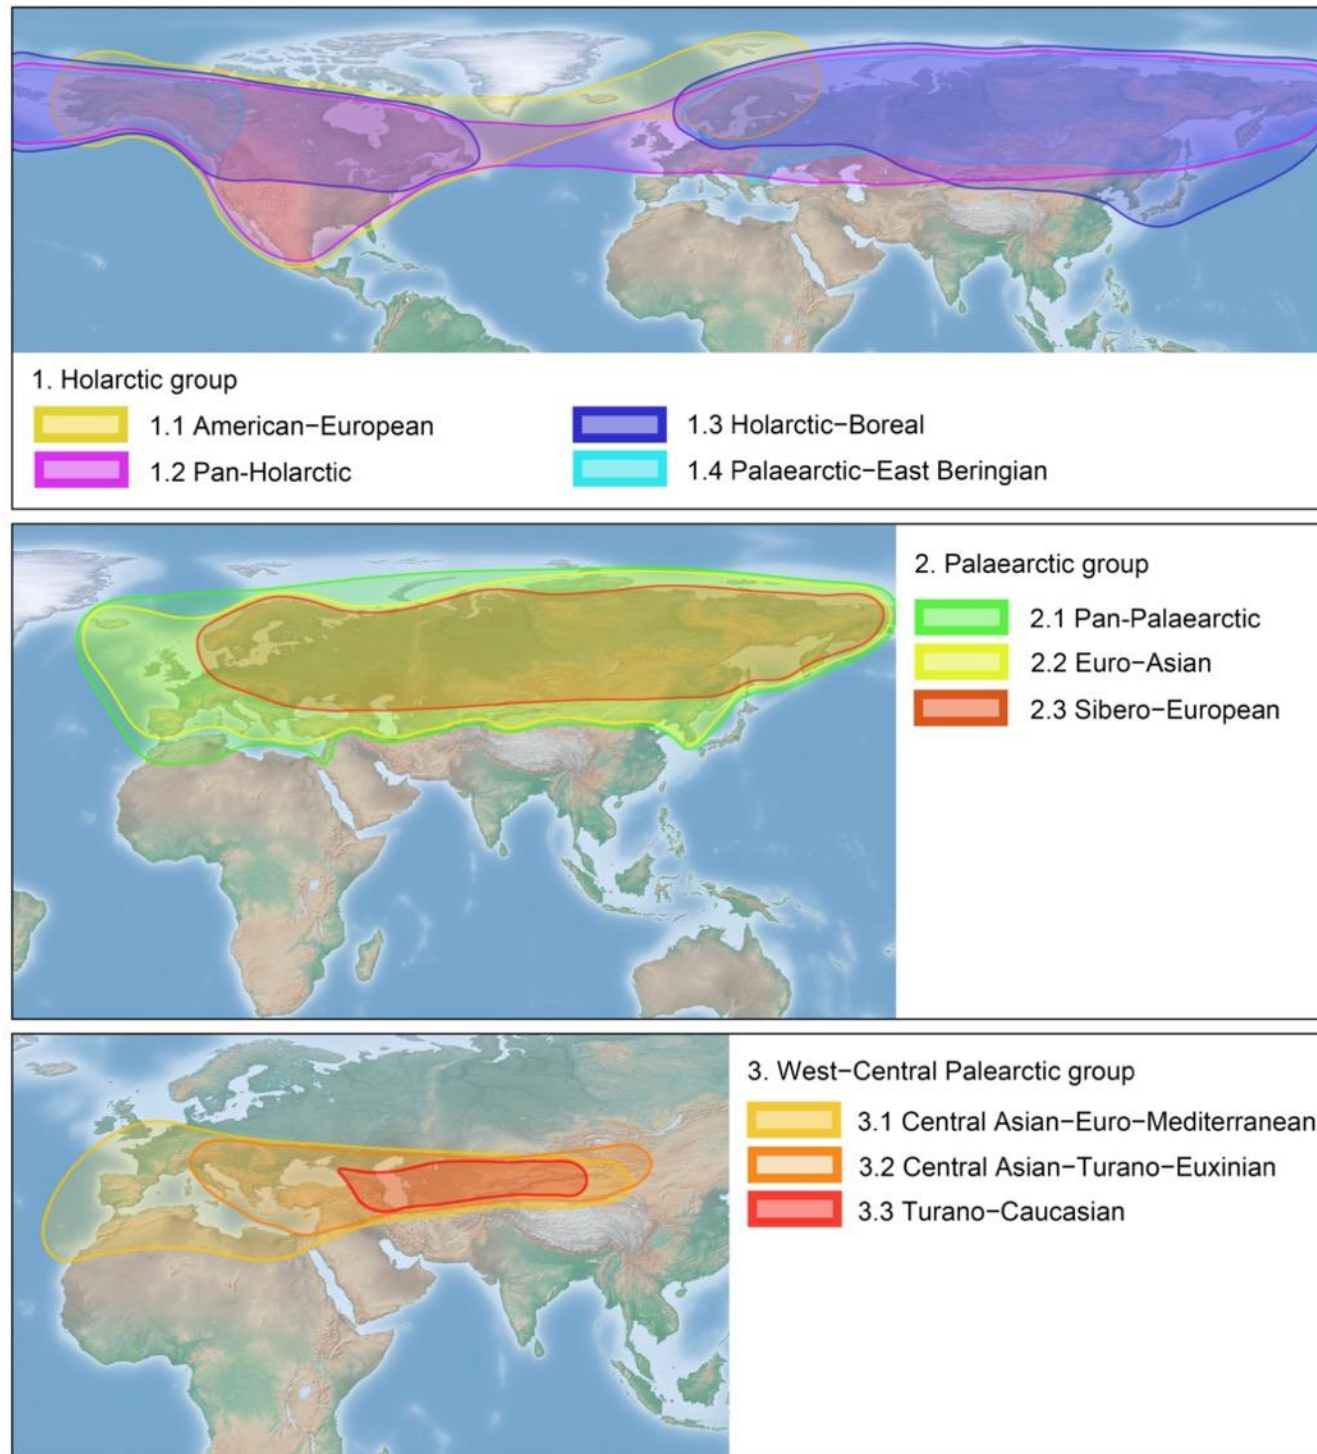 1. Holarctic group
1.1 American−European
1.2 Pan-Holarctic
1.3 Holarctic−Boreal
1.4 Palaearctic−East Beringian
2. Palaearctic group
2.1 Pan-Palaearctic
2.2 Euro−Asian
2.3 Sibero−European
3. West−Central Palearctic group
3.1 Central Asian−Euro−Mediterranean
3.2 Central Asian−Turano−Euxinian
3.3 Turano−Caucasian